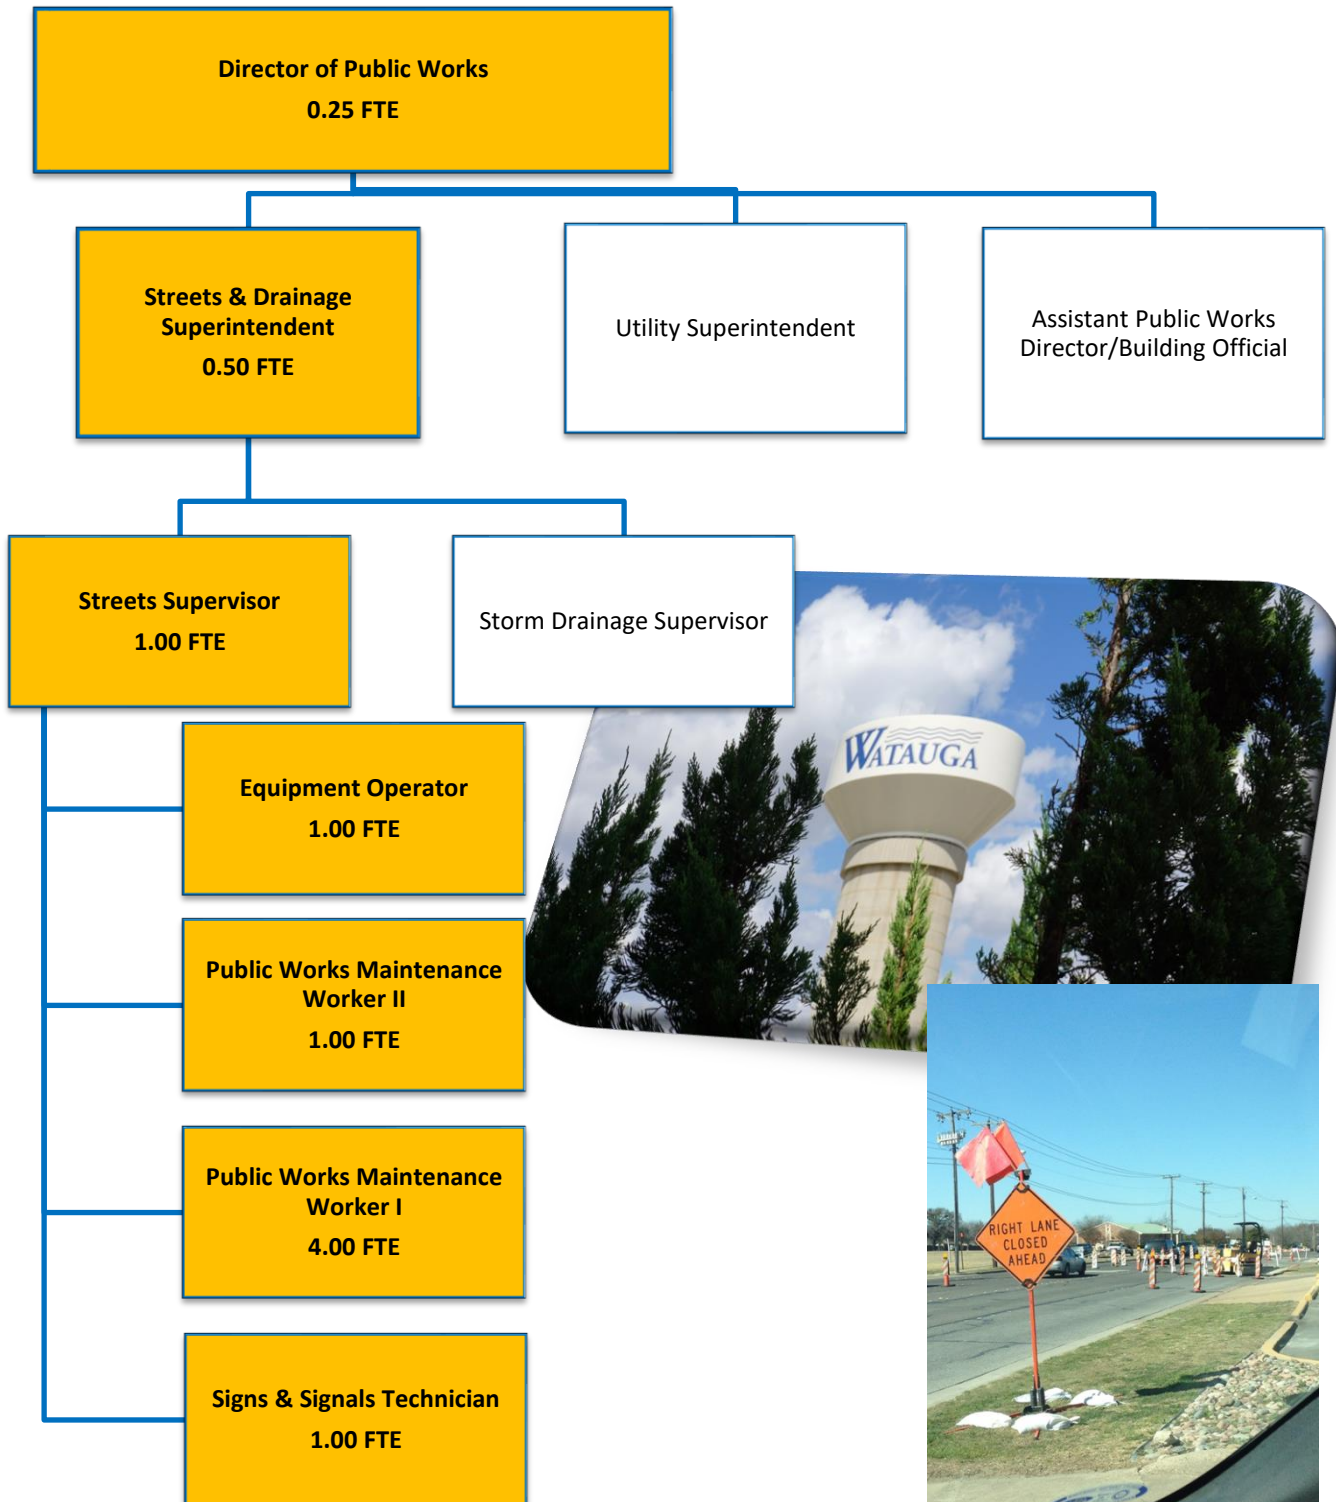 Director of Public Works
0.25 FTE
Streets & Drainage
Superintendent
0.50 FTE
Utility Superintendent
Assistant Public Works
Director/Building Official
Streets Supervisor
1.00 FTE
Storm Drainage Supervisor
WATAUGA
Equipment Operator
1.00 FTE
Public Works Maintenance
Worker II
1.00 FTE
Public Works Maintenance
Worker I
4.00 FTE
RIGHT LANE
CLOSED
AHEAD
Signs & Signals Technician
1.00 FTE